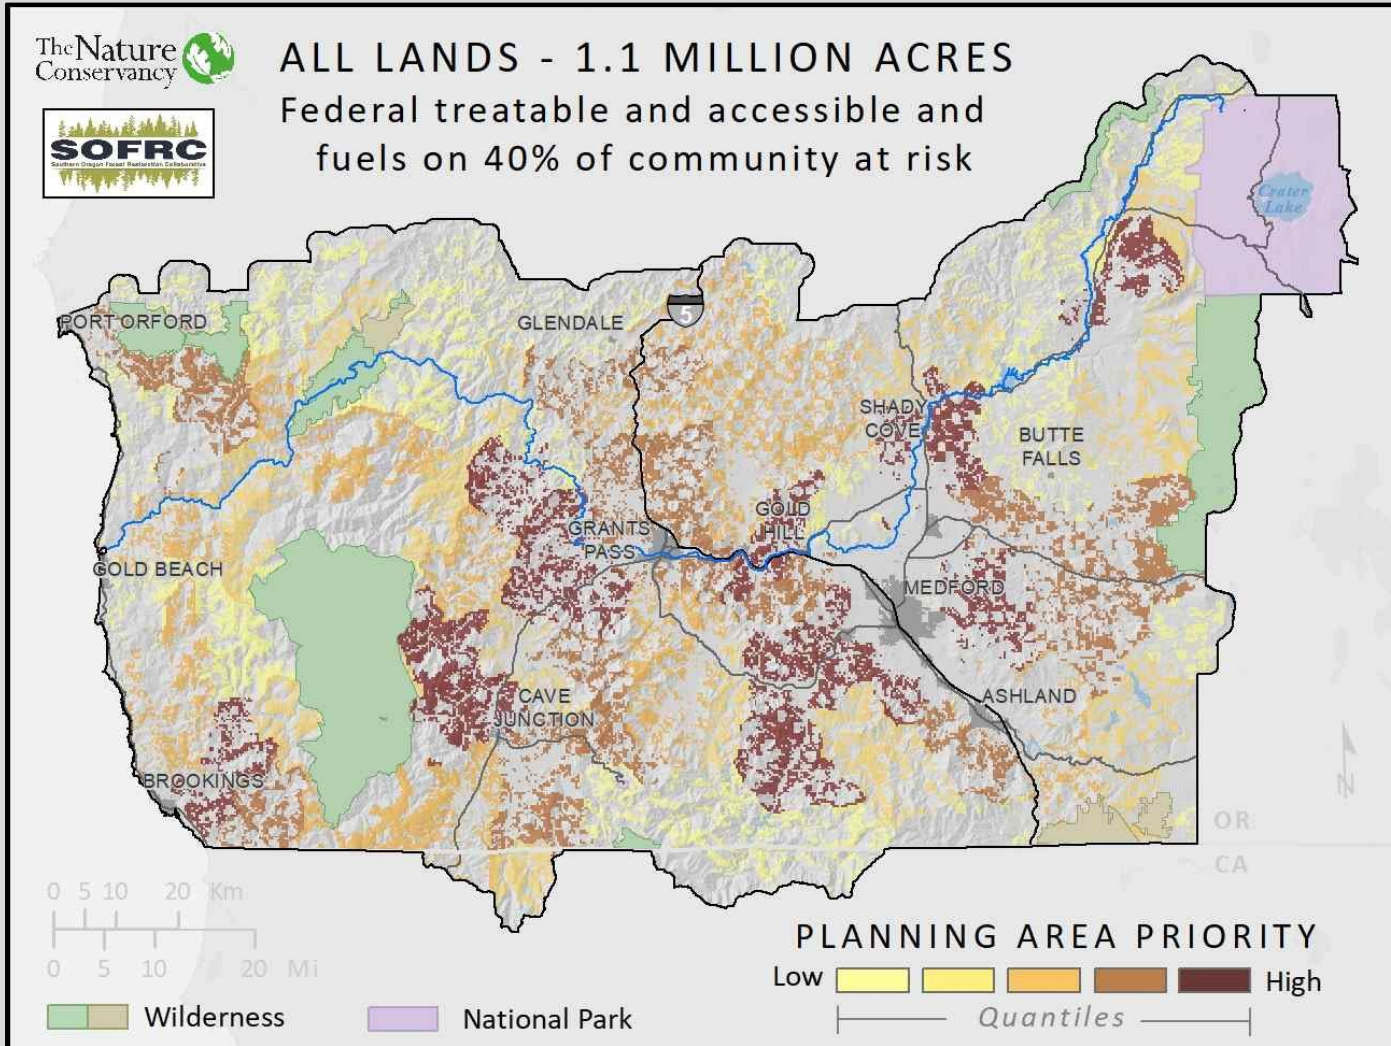 The Nature
Conservancy
SOFRC
Southern Oregon Forest Restoration Collaborative
ALL LANDS - 1.1 MILLION ACRES
Federal treatable and accessible and
fuels on 40% of community at risk
Crater
Lake
PORT ORFORD
GLENDALE
5
SHADY
COVE
BUTTE
FALLS
GOLD
HILL
GRANTS
PASS
GOLD BEACH
MEDFORD
CAVE
JUNCTION
ASHLAND
BROOKINGS
N
OR
CA
0 5 10 20 Km
0 5 10 20 Mi
PLANNING AREA PRIORITY
Low High
Quantiles
Wilderness
National Park